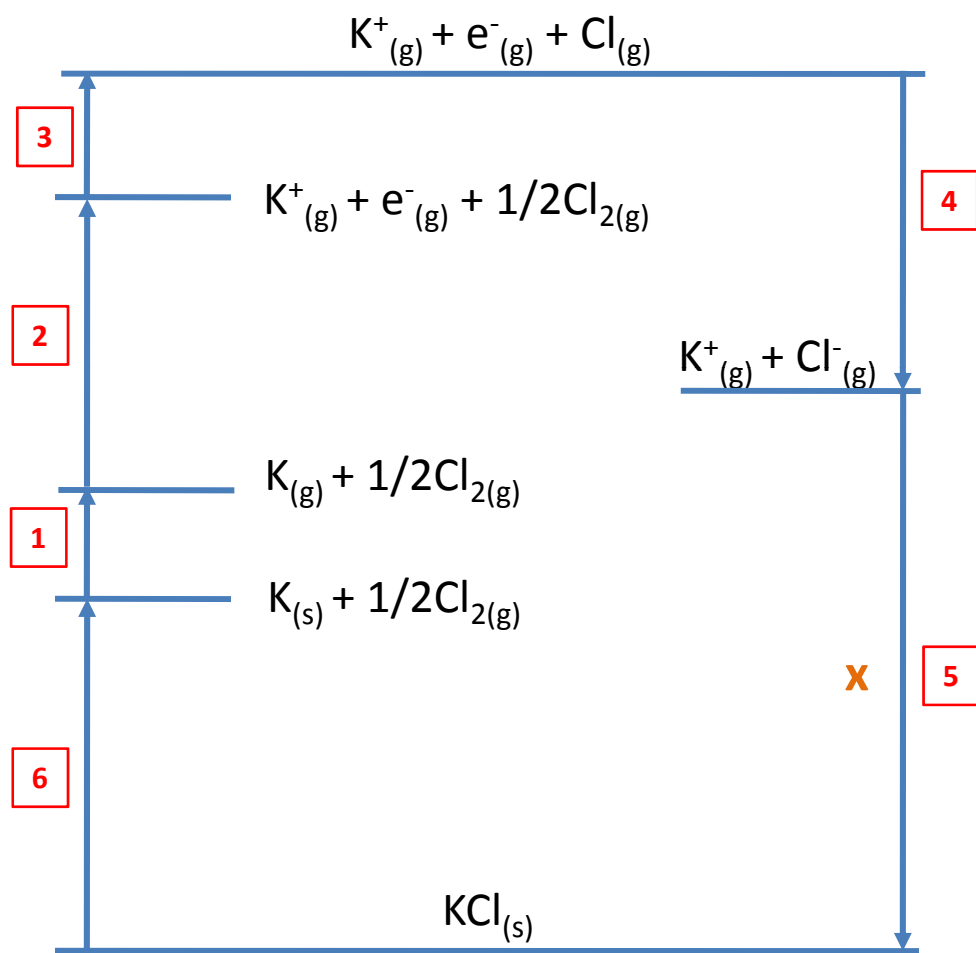 K⁺(g) + e⁻(g) + Cl(g)
3
K⁺(g) + e⁻(g) + 1/2Cl₂(g)
4
2
K⁺(g) + Cl⁻(g)
K(g) + 1/2Cl₂(g)
1
K(s) + 1/2Cl₂(g)
x
5
6
KCl(s)